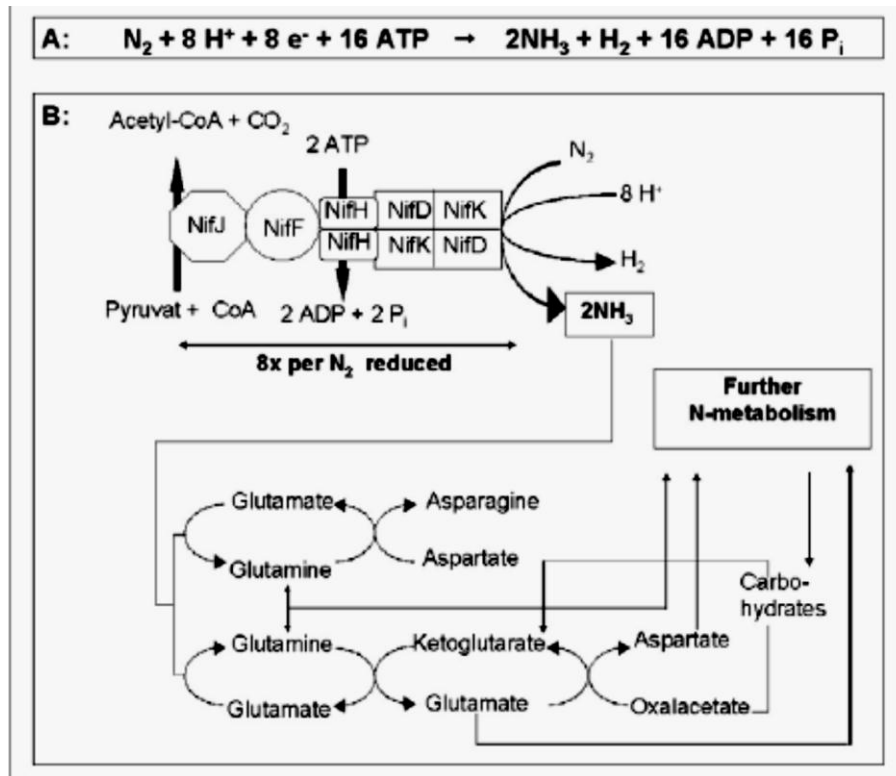 A: N₂ + 8 H⁺ + 8 e⁻ + 16 ATP → 2NH₃ + H₂ + 16 ADP + 16 Pᵢ
B:
Acetyl-CoA + CO₂
2 ATP
N₂
8 H⁺
NifJ
NifF
NifH NifD NifK
NifH NifK NifD
H₂
Pyruvat + CoA
2 ADP + 2 Pᵢ
2NH₃
8x per N₂ reduced
Further
N-metabolism
Glutamate
Asparagine
Glutamine
Aspartate
Carbo-
hydrates
Glutamine
Ketoglutarate
Aspartate
Glutamate
Glutamate
Oxalacetate